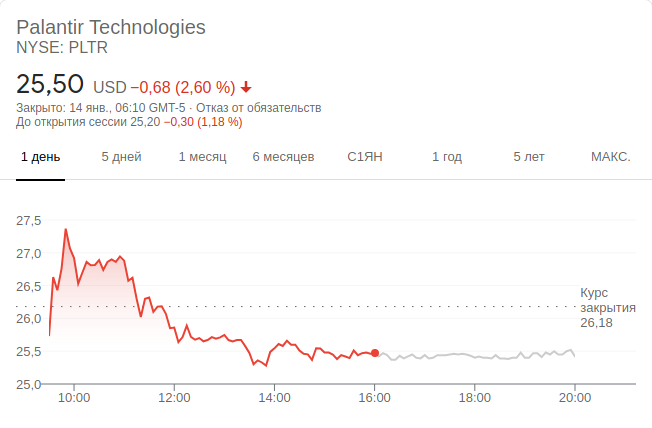 Palantir Technologies
NYSE: PLTR
25,50 USD −0,68 (2,60 %)
Закрыто: 14 янв., 06:10 GMT-5 · Отказ от обязательств
До открытия сессии 25,20 −0,30 (1,18 %)
1 день 5 дней 1 месяц 6 месяцев С1ЯН 1 год 5 лет МАКС.
27,5
27,0
26,5
26,0
25,5
25,0
Курс
закрытия
26,18
10:00 12:00 14:00 16:00 18:00 20:00